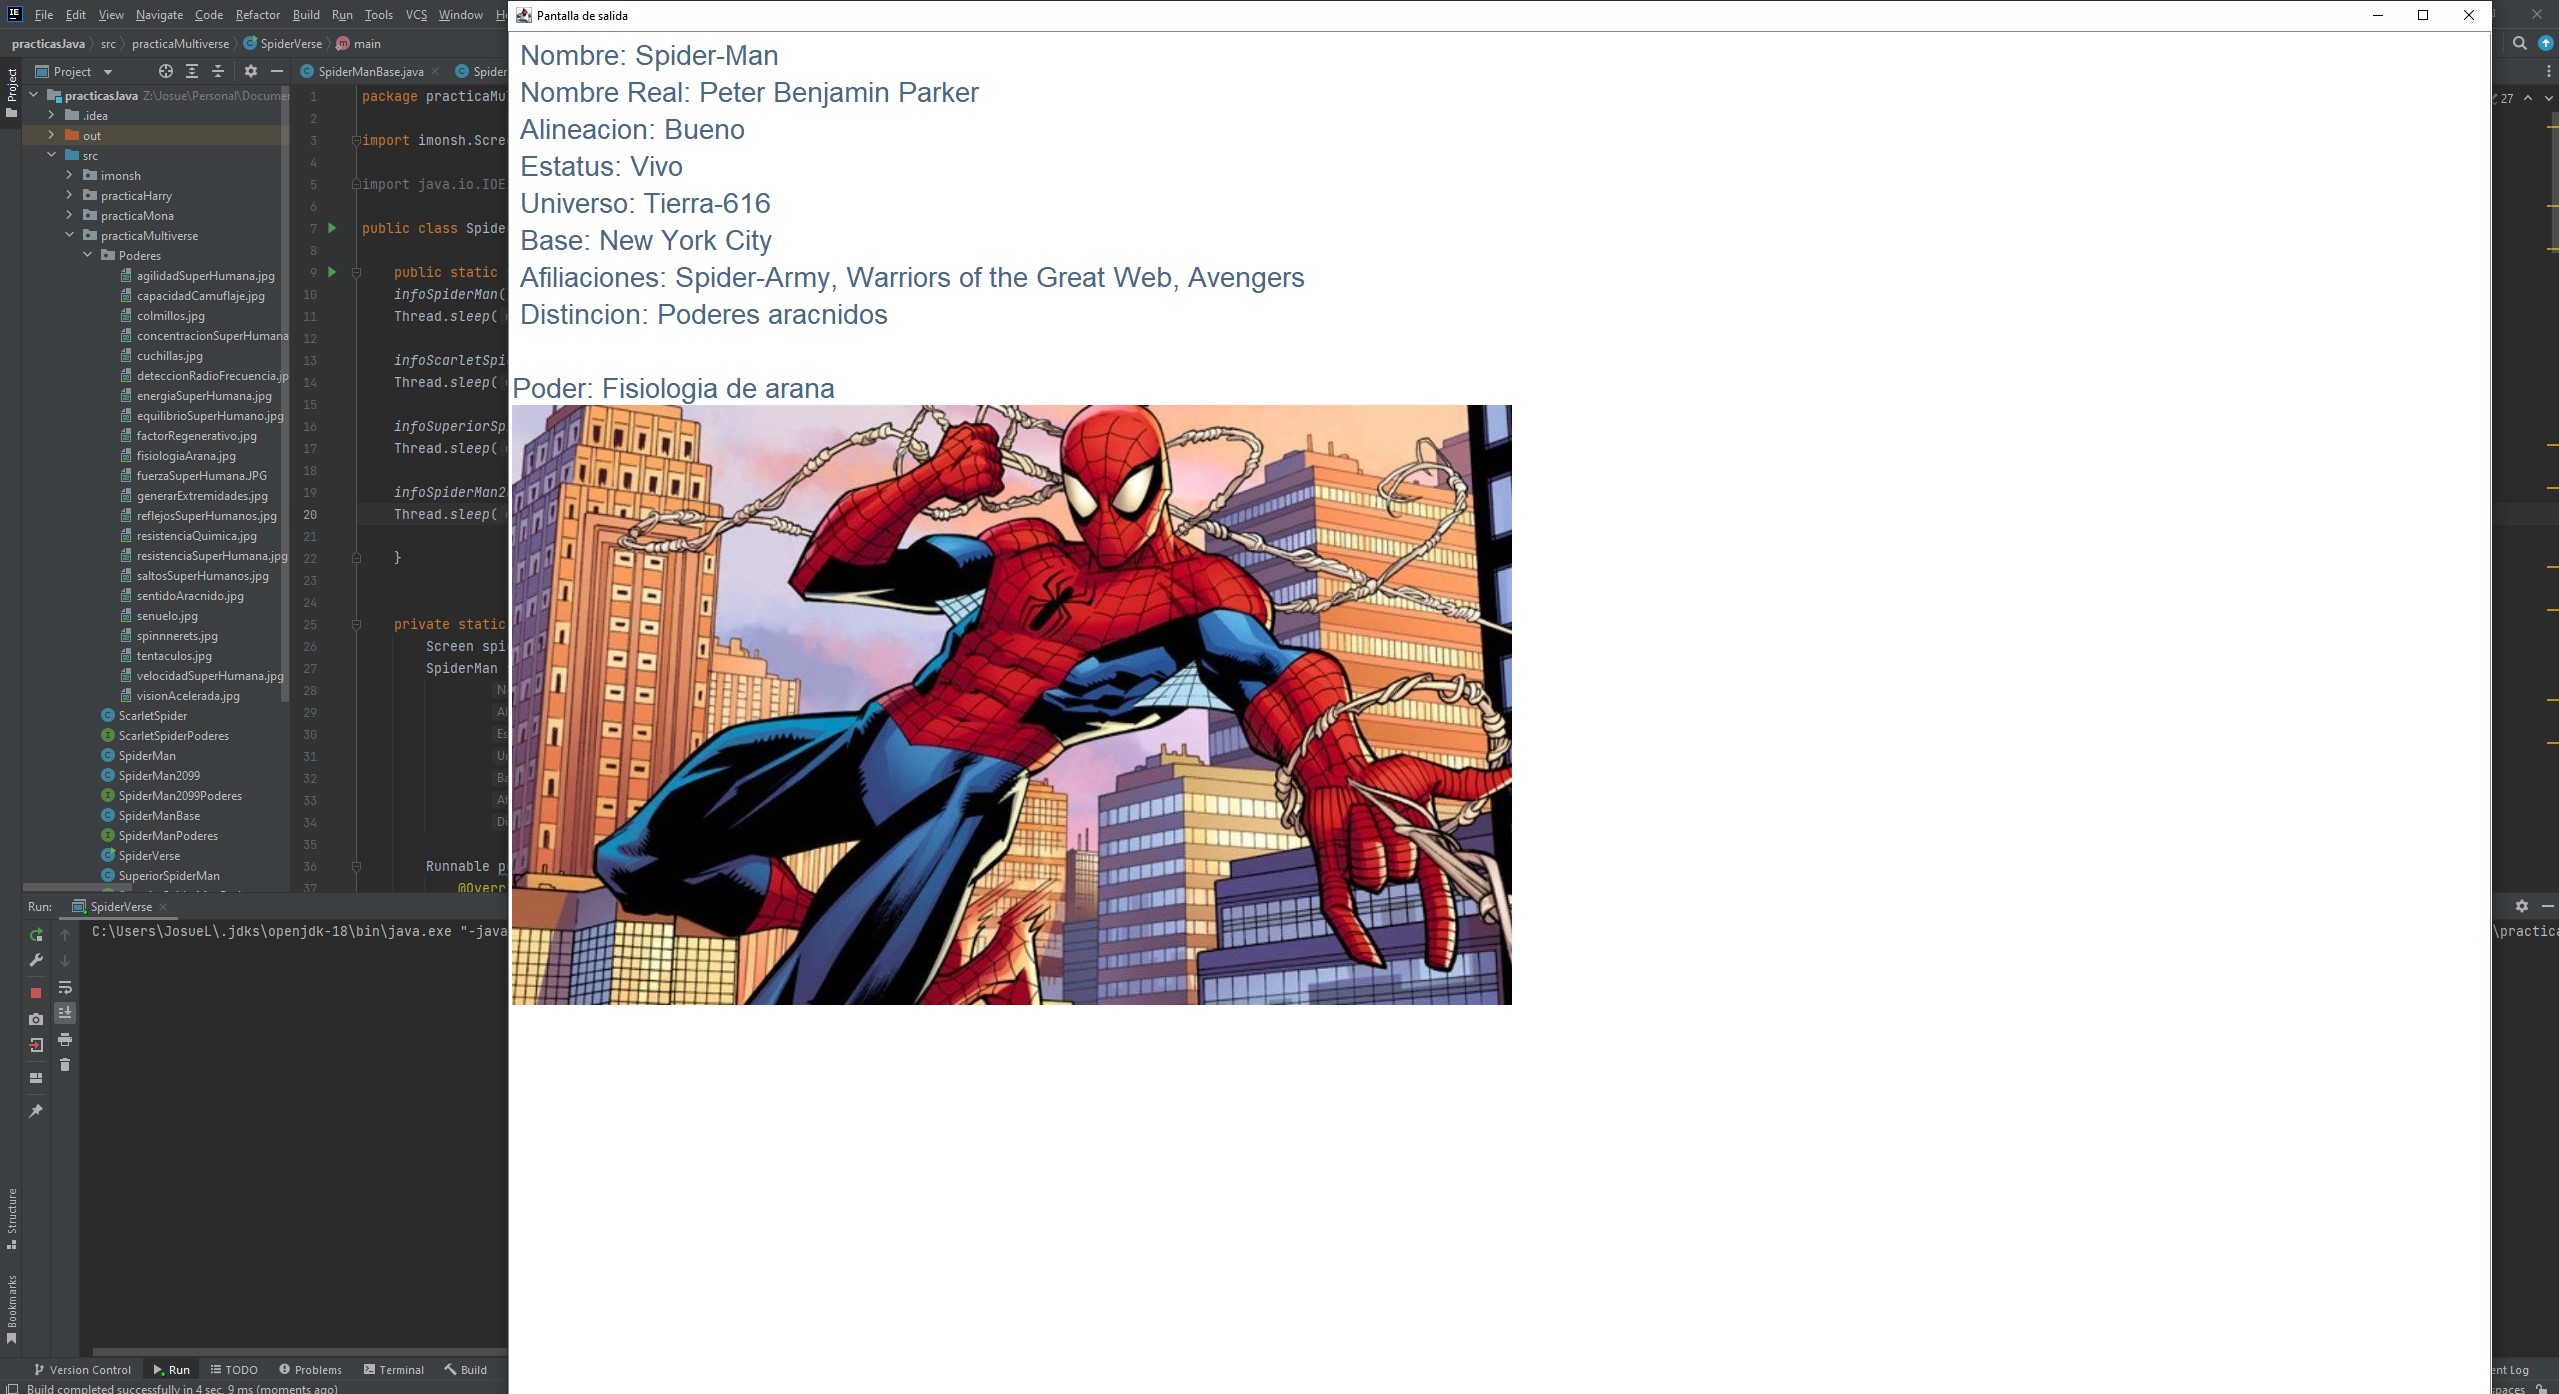 File Edit View Navigate Code Refactor Build Run Tools VCS Window
Pantalla de salida
practicasJava src practicaMultiverse SpiderVerse main
Project
Project
SpiderManBase.java
practicasJava Z:\Josue\Personal\Docume
.idea
out
src
imonsh
practicaHarry
practicaMona
practicaMultiverse
Poderes
agilidadSuperHumana.jpg
capacidadCamuflaje.jpg
colmillos.jpg
concentracionSuperHumana
cuchillas.jpg
deteccionRadioFrecuencia.jp
energiaSuperHumana.jpg
equilibrioSuperHumano.jpg
factorRegenerativo.jpg
fisiologiaArana.jpg
fuerzaSuperHumana.JPG
generarExtremidades.jpg
reflejosSuperHumanos.jpg
resistenciaQuimica.jpg
resistenciaSuperHumana.jpg
saltosSuperHumanos.jpg
sentidoAracnido.jpg
senuelo.jpg
spinnnerets.jpg
tentaculos.jpg
velocidadSuperHumana.jpg
visionAcelerada.jpg
ScarletSpider
ScarletSpiderPoderes
SpiderMan
SpiderMan2099
SpiderMan2099Poderes
SpiderManBase
SpiderManPoderes
SpiderVerse
SuperiorSpiderMan
1 package practicaMu
2
3 import imonsh.Scre
4
5 import java.io.IOE
6
7 public class Spide
8
9 public static
10 infoSpiderMan(
11 Thread.sleep(
12
13 infoScarletSpi
14 Thread.sleep(
15
16 infoSuperiorSp
17 Thread.sleep(
18
19 infoSpiderMan2
20 Thread.sleep(
21
22 }
23
24
25 private static
26 Screen spi
27 SpiderMan
28 N
29 Al
30 Es
31 Un
32 Ba
33 Af
34 Di
35
36 Runnable p
37 @Overr
Nombre: Spider-Man
Nombre Real: Peter Benjamin Parker
Alineacion: Bueno
Estatus: Vivo
Universo: Tierra-616
Base: New York City
Afiliaciones: Spider-Army, Warriors of the Great Web, Avengers
Distincion: Poderes aracnidos
Poder: Fisiologia de arana
27
Run: SpiderVerse
C:\Users\JosueL\.jdks\openjdk-18\bin\java.exe "-java
\practica
Structure
Bookmarks
Version Control Run TODO Problems Terminal Build
ent Log
Build completed successfully in 4 sec, 9 ms (moments ago)
spaces